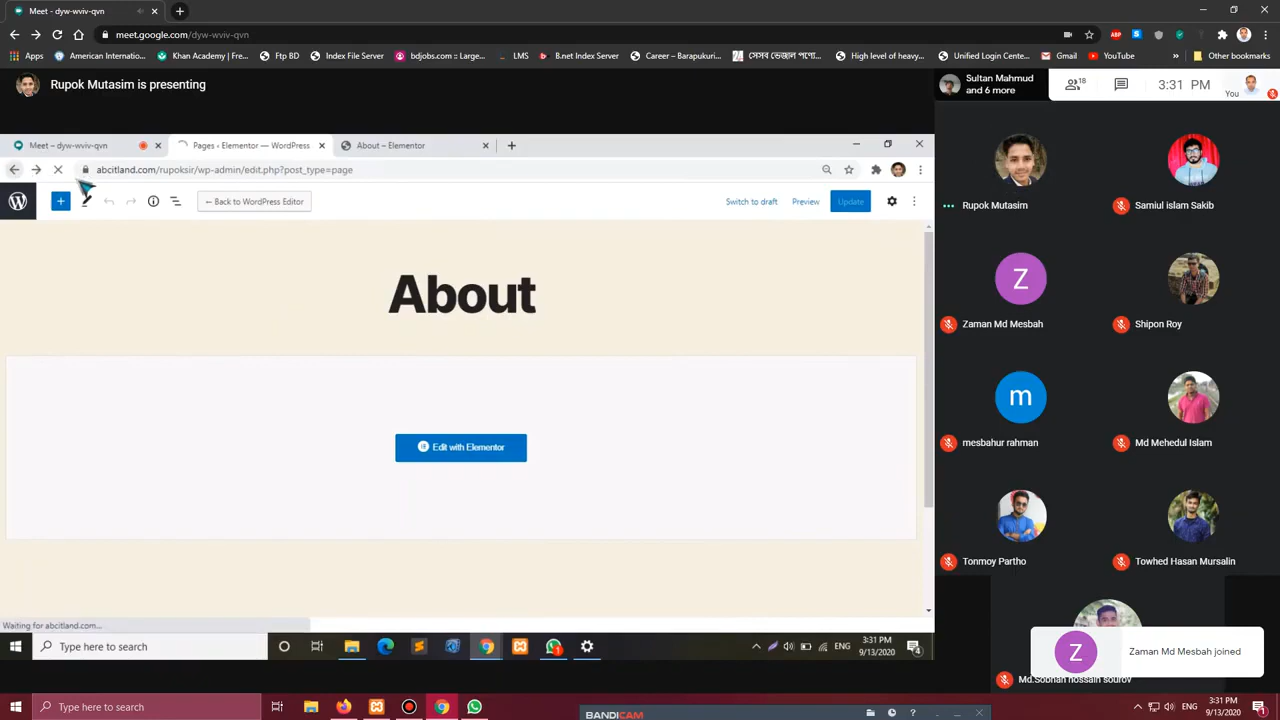 Meet - dyw-wviv-qvn
meet.google.com/dyw-wviv-qvn
Apps
American Internatio...
Khan Academy | Fre...
Ftp BD
Index File Server
bdjobs.com :: Large...
LMS
B.net Index Server
Career – Barapukuri...
সেসব ভেজাল পণ্যে...
High level of heavy...
Unified Login Cente...
Gmail
YouTube
»
Other bookmarks
Rupok Mutasim is presenting
Sultan Mahmud
and 6 more
18
3:31 PM
You
Meet – dyw-wviv-qvn
Pages ‹ Elementor — WordPress
About – Elementor
abcitland.com/rupoksir/wp-admin/edit.php?post_type=page
← Back to WordPress Editor
Switch to draft
Preview
Update
About
Edit with Elementor
Waiting for abcitland.com...
Type here to search
ENG
3:31 PM
9/13/2020
4
Rupok Mutasim
Samiul islam Sakib
Z
Zaman Md Mesbah
Shipon Roy
m
mesbahur rahman
Md Mehedul Islam
Tonmoy Partho
Towhed Hasan Mursalin
Z
Zaman Md Mesbah joined
Md.Sobhan hossain sourov
Type here to search
BANDICAM
ENG
3:31 PM
9/13/2020
1